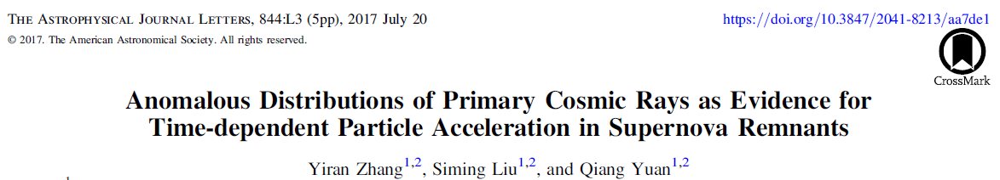 THE ASTROPHYSICAL JOURNAL LETTERS, 844:L3 (5pp), 2017 July 20
https://doi.org/10.3847/2041-8213/aa7de1
© 2017. The American Astronomical Society. All rights reserved.
CrossMark
Anomalous Distributions of Primary Cosmic Rays as Evidence for
Time-dependent Particle Acceleration in Supernova Remnants
Yiran Zhang1,2, Siming Liu1,2, and Qiang Yuan1,2
1